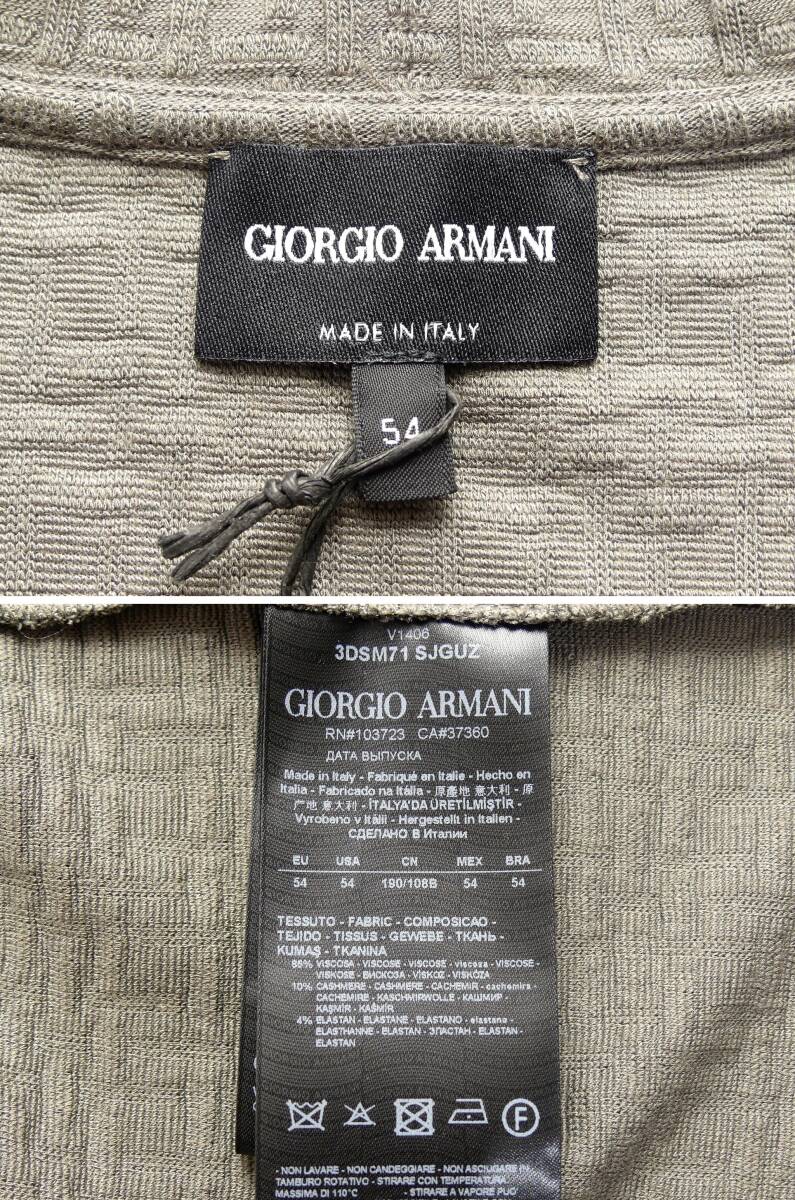 GIORGIO ARMANI
MADE IN ITALY
54
V1406
3DSM71 SJGUZ
GIORGIO ARMANI
RN#103723 CA#37360
ДАТА ВЫПУСКА
Made in Italy - Fabriqué en Italie - Hecho en
Italia - Fabricado na Itália - 原產地 意大利 - 原
产地 意大利 - İTALYA'DA ÜRETİLMİŞTİR -
Vyrobeno v Itálii - Hergestellt in Italien -
СДЕЛАНО В Италии
EU USA CN MEX BRA
54 54 190/108B 54 54
TESSUTO - FABRIC - COMPOSICAO -
TEJIDO - TISSUS - GEWEBE - ТКАНЬ -
KUMAŞ - TKANINA
86% VISCOSA - VISCOSE - VISCOSE - viscosa - VISCOSE -
VISKOSE - ВИСКОЗА - VİSKOZ - VISKÓZA
10% CASHMERE - CASHMERE - CACHEMIR - cachemira -
CACHEMIRE - KASCHMIRWOLLE - КАШМИР -
KAŞMİR - KAŠMÍR
4% ELASTAN - ELASTANE - ELASTANO - elastano -
ELASTHANNE - ELASTAN - ЭЛАСТАН - ELASTAN -
ELASTAN
F
- NON LAVARE - NON CANDEGGIARE - NON ASCIUGARE IN
TAMBURO ROTATIVO - STIRARE CON TEMPERATURA
MASSIMA DI 110°C - STIRARE A VAPORE PUO'